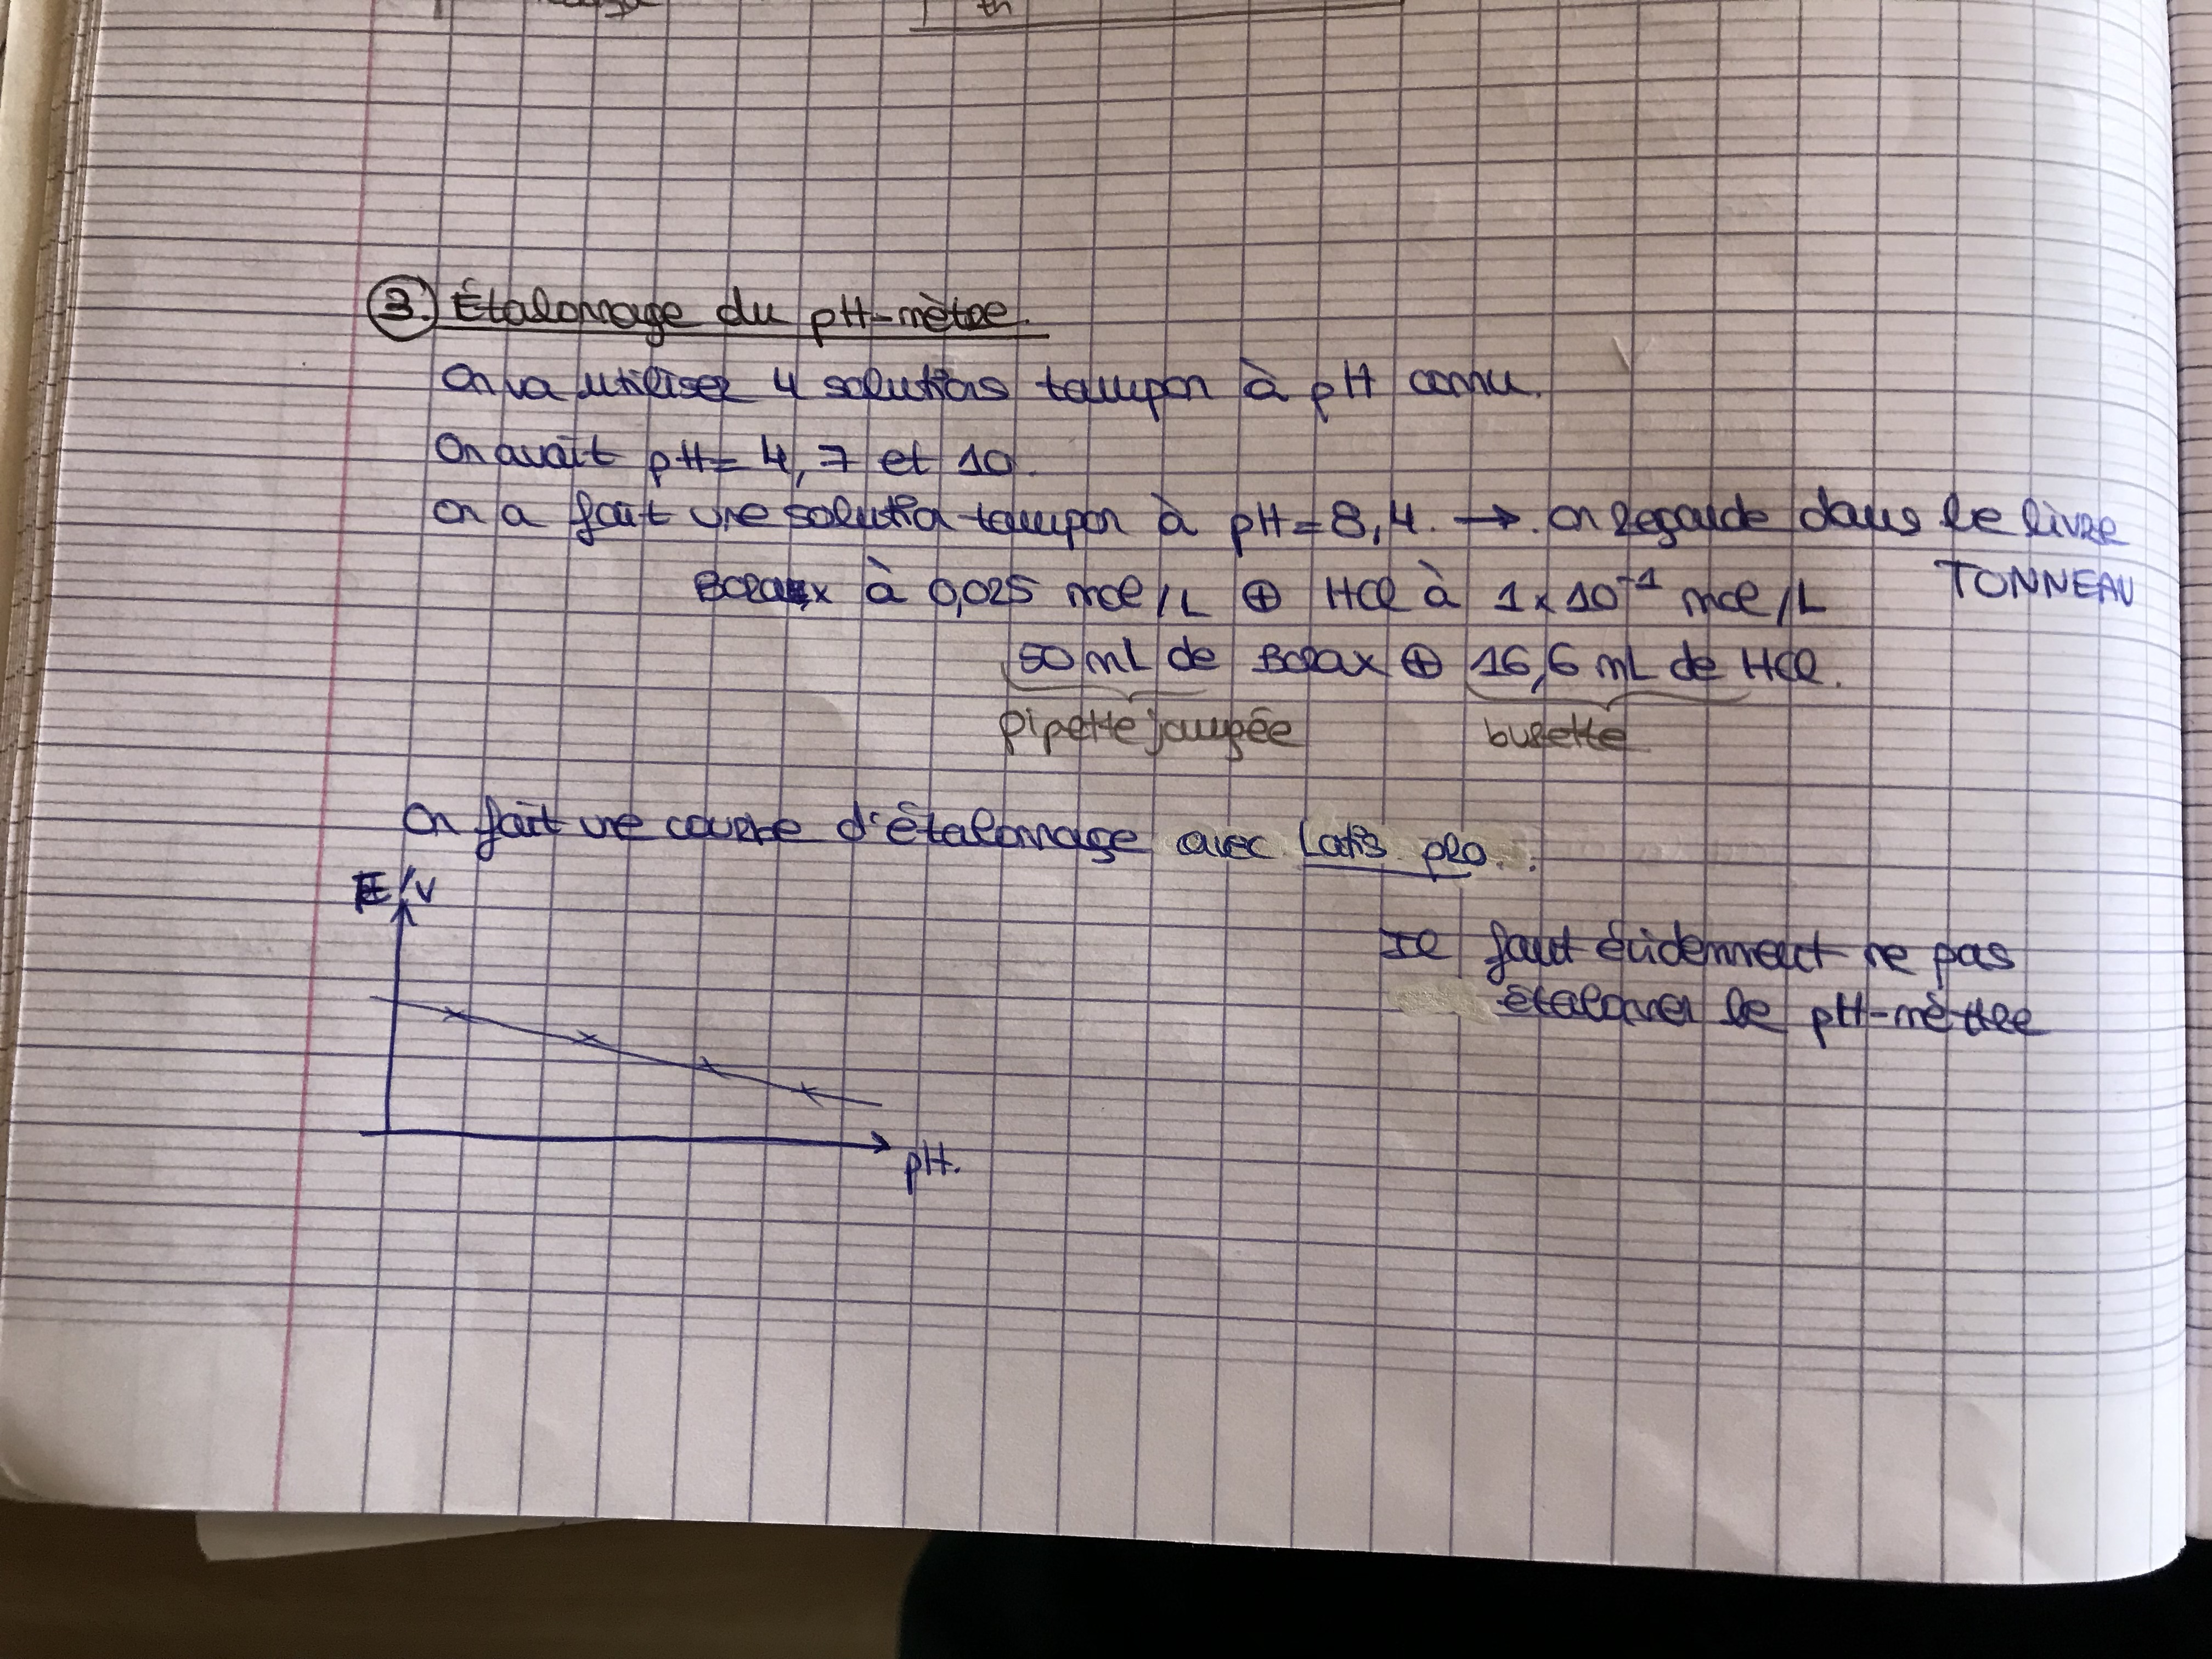 3. Étalonnage du pH-mètre
On va utiliser 4 solutions tampon à pH connu.
On avait pH = 4, 7 et 10.
On a fait une solution tampon à pH = 8,4. → on regarde dans le livre
TONNEAU
Borax à 0,025 mol/L ⊕ HCl à 1 x 10⁻¹ mol/L
50 mL de Borax ⊕ 16,6 mL de HCl.
pipette jaugée burette
On fait une courbe d'étalonnage avec Latis pro.
E/V
pH.
Il faut évidemment ne pas
étalonner le pH-mètre